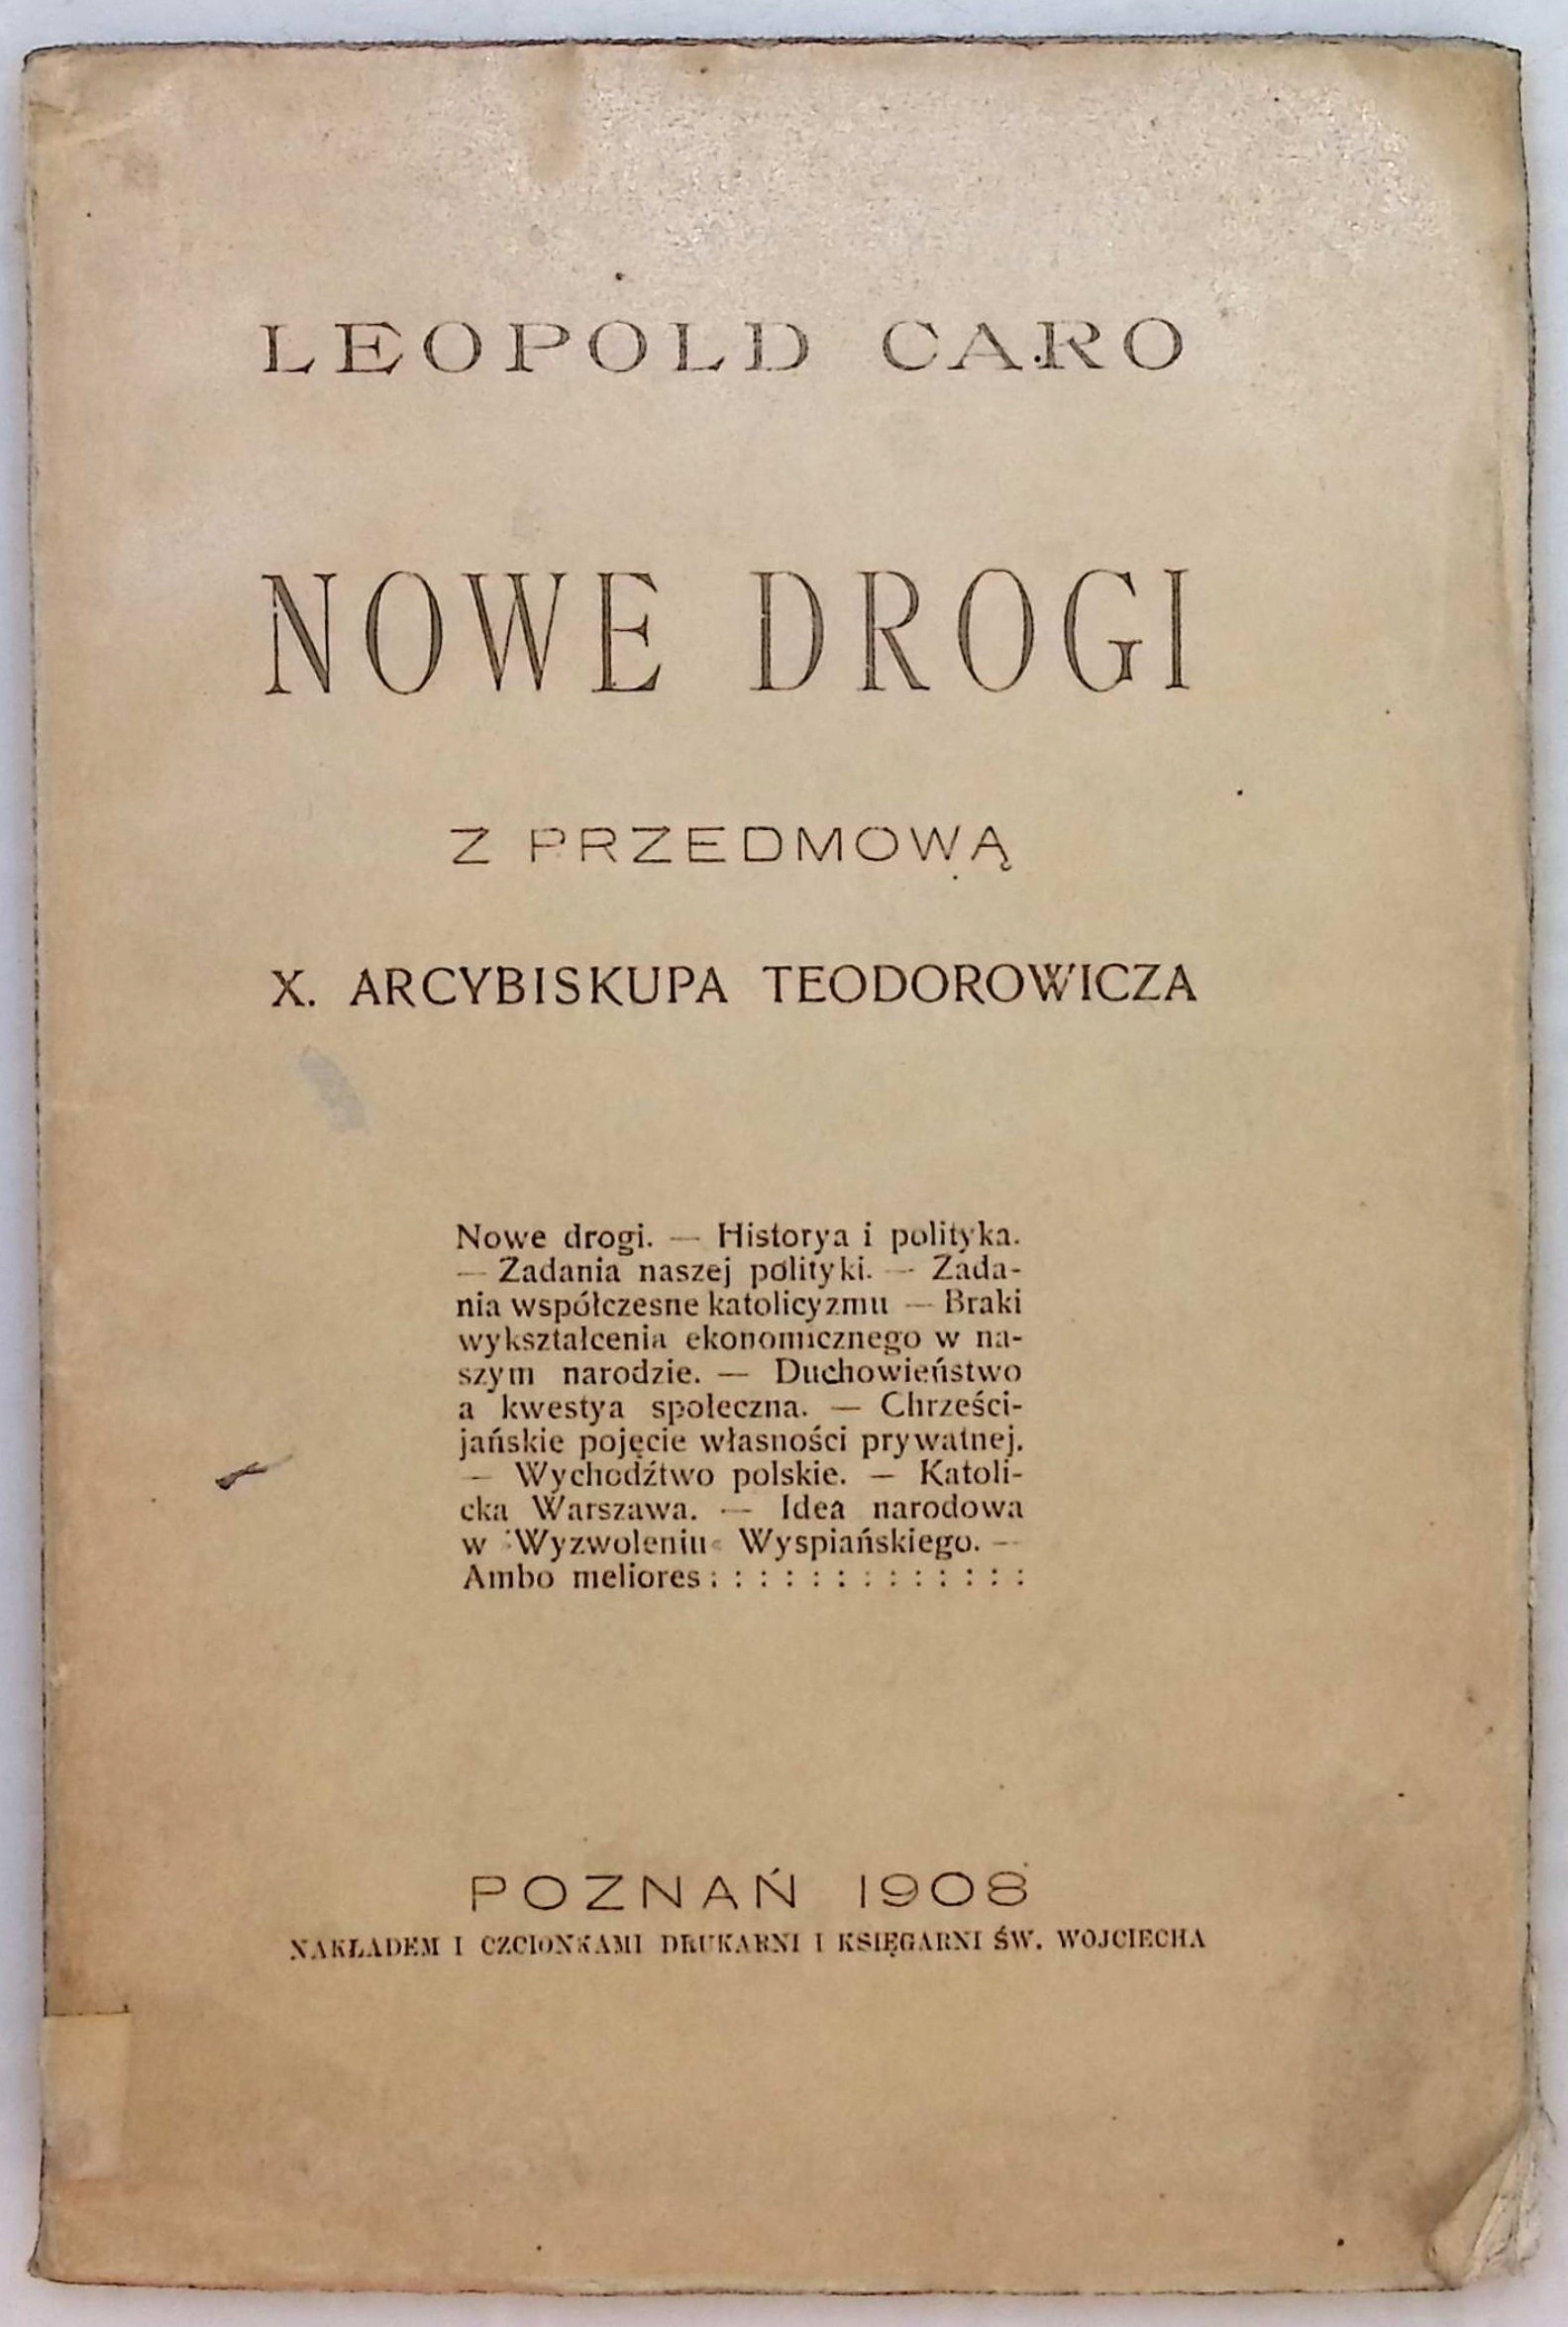 LEOPOLD CARO
NOWE DROGI
Z PRZEDMOWĄ
X. ARCYBISKUPA TEODOROWICZA
Nowe drogi. — Historya i polityka.
— Zadania naszej polityki. — Zada-
nia współczesne katolicyzmu — Braki
wykształcenia ekonomicznego w na-
szym narodzie. — Duchowieństwo
a kwestya społeczna. — Chrześci-
jańskie pojęcie własności prywatnej.
— Wychodźtwo polskie. — Katoli-
cka Warszawa. — Idea narodowa
w »Wyzwoleniu« Wyspiańskiego. —
Ambo meliores : : : : : : : : : : : : :
POZNAŃ 1908
NAKŁADEM I CZCIONKAMI DRUKARNI I KSIĘGARNI ŚW. WOJCIECHA